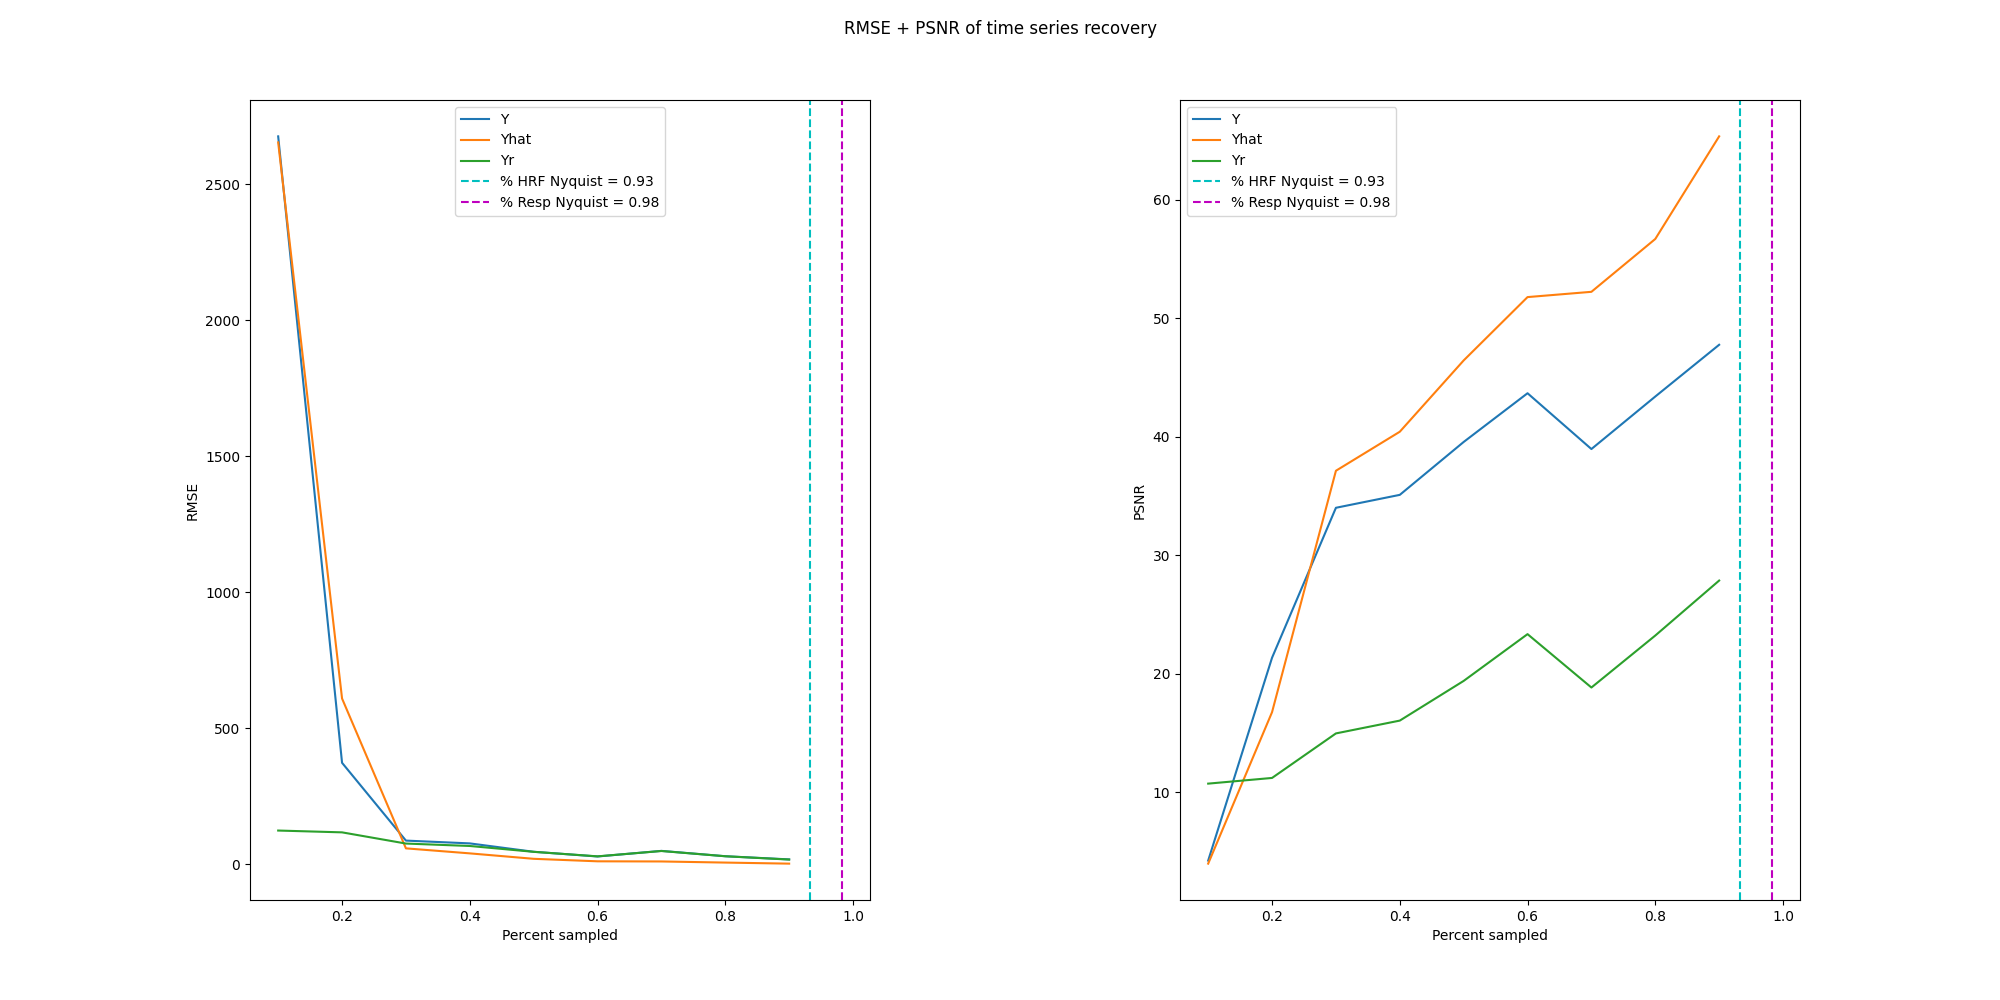 RMSE + PSNR of time series recovery
Y
Yhat
Yr
% HRF Nyquist = 0.93
% Resp Nyquist = 0.98
2500
2000
1500
1000
500
0
RMSE
0.2 0.4 0.6 0.8 1.0
Percent sampled
Y
Yhat
Yr
% HRF Nyquist = 0.93
% Resp Nyquist = 0.98
60
50
40
30
20
10
PSNR
0.2 0.4 0.6 0.8 1.0
Percent sampled